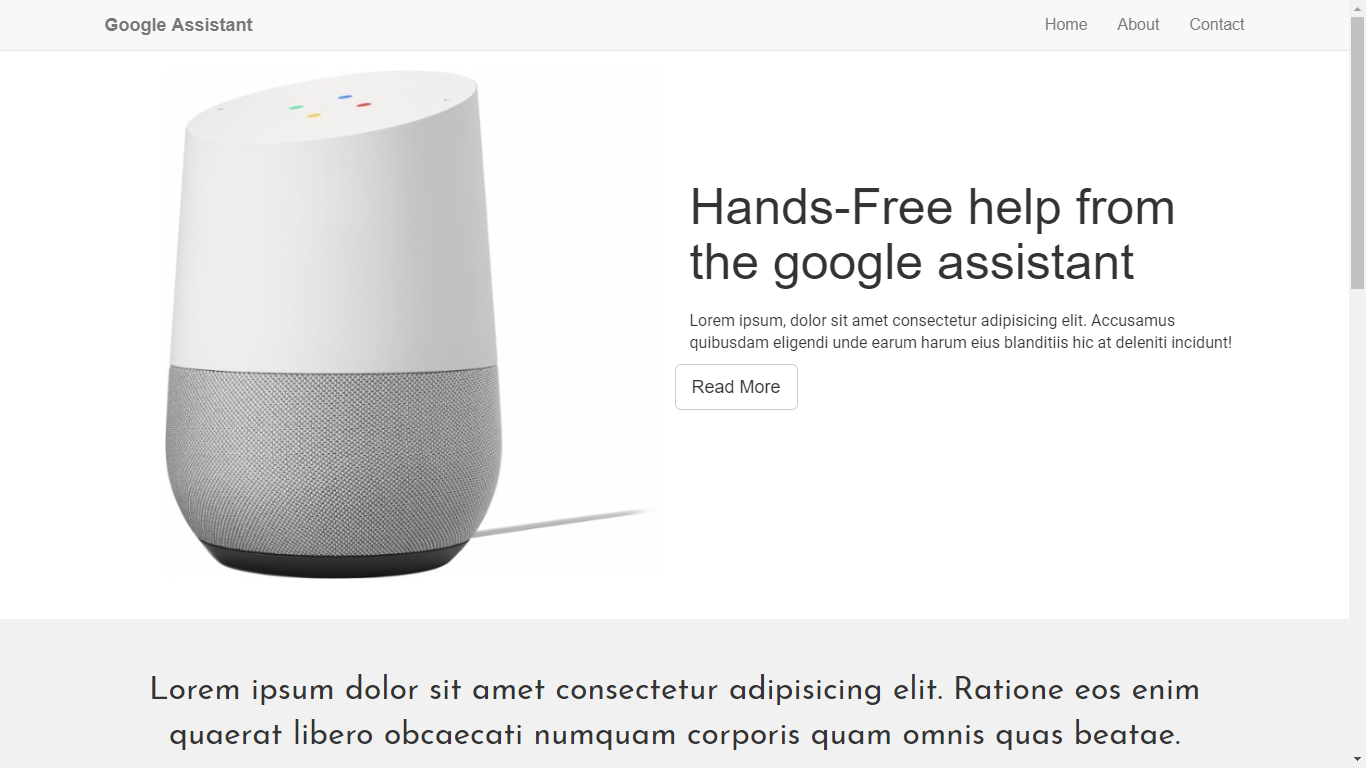 Google Assistant
Home About Contact
Hands-Free help from
the google assistant
Lorem ipsum, dolor sit amet consectetur adipisicing elit. Accusamus
quibusdam eligendi unde earum harum eius blanditiis hic at deleniti incidunt!
Read More
Lorem ipsum dolor sit amet consectetur adipisicing elit. Ratione eos enim
quaerat libero obcaecati numquam corporis quam omnis quas beatae.